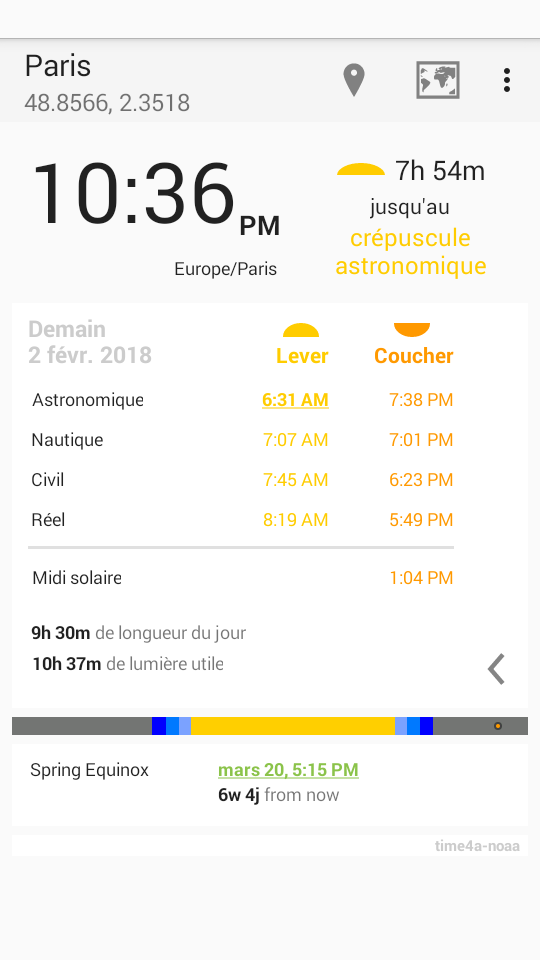 Paris
48.8566, 2.3518
10:36 PM
Europe/Paris
7h 54m
jusqu'au
crépuscule
astronomique
Demain
2 févr. 2018
Lever Coucher
Astronomique 6:31 AM 7:38 PM
Nautique 7:07 AM 7:01 PM
Civil 7:45 AM 6:23 PM
Réel 8:19 AM 5:49 PM
Midi solaire 1:04 PM
9h 30m de longueur du jour
10h 37m de lumière utile
Spring Equinox mars 20, 5:15 PM
6w 4j from now
time4a-noaa